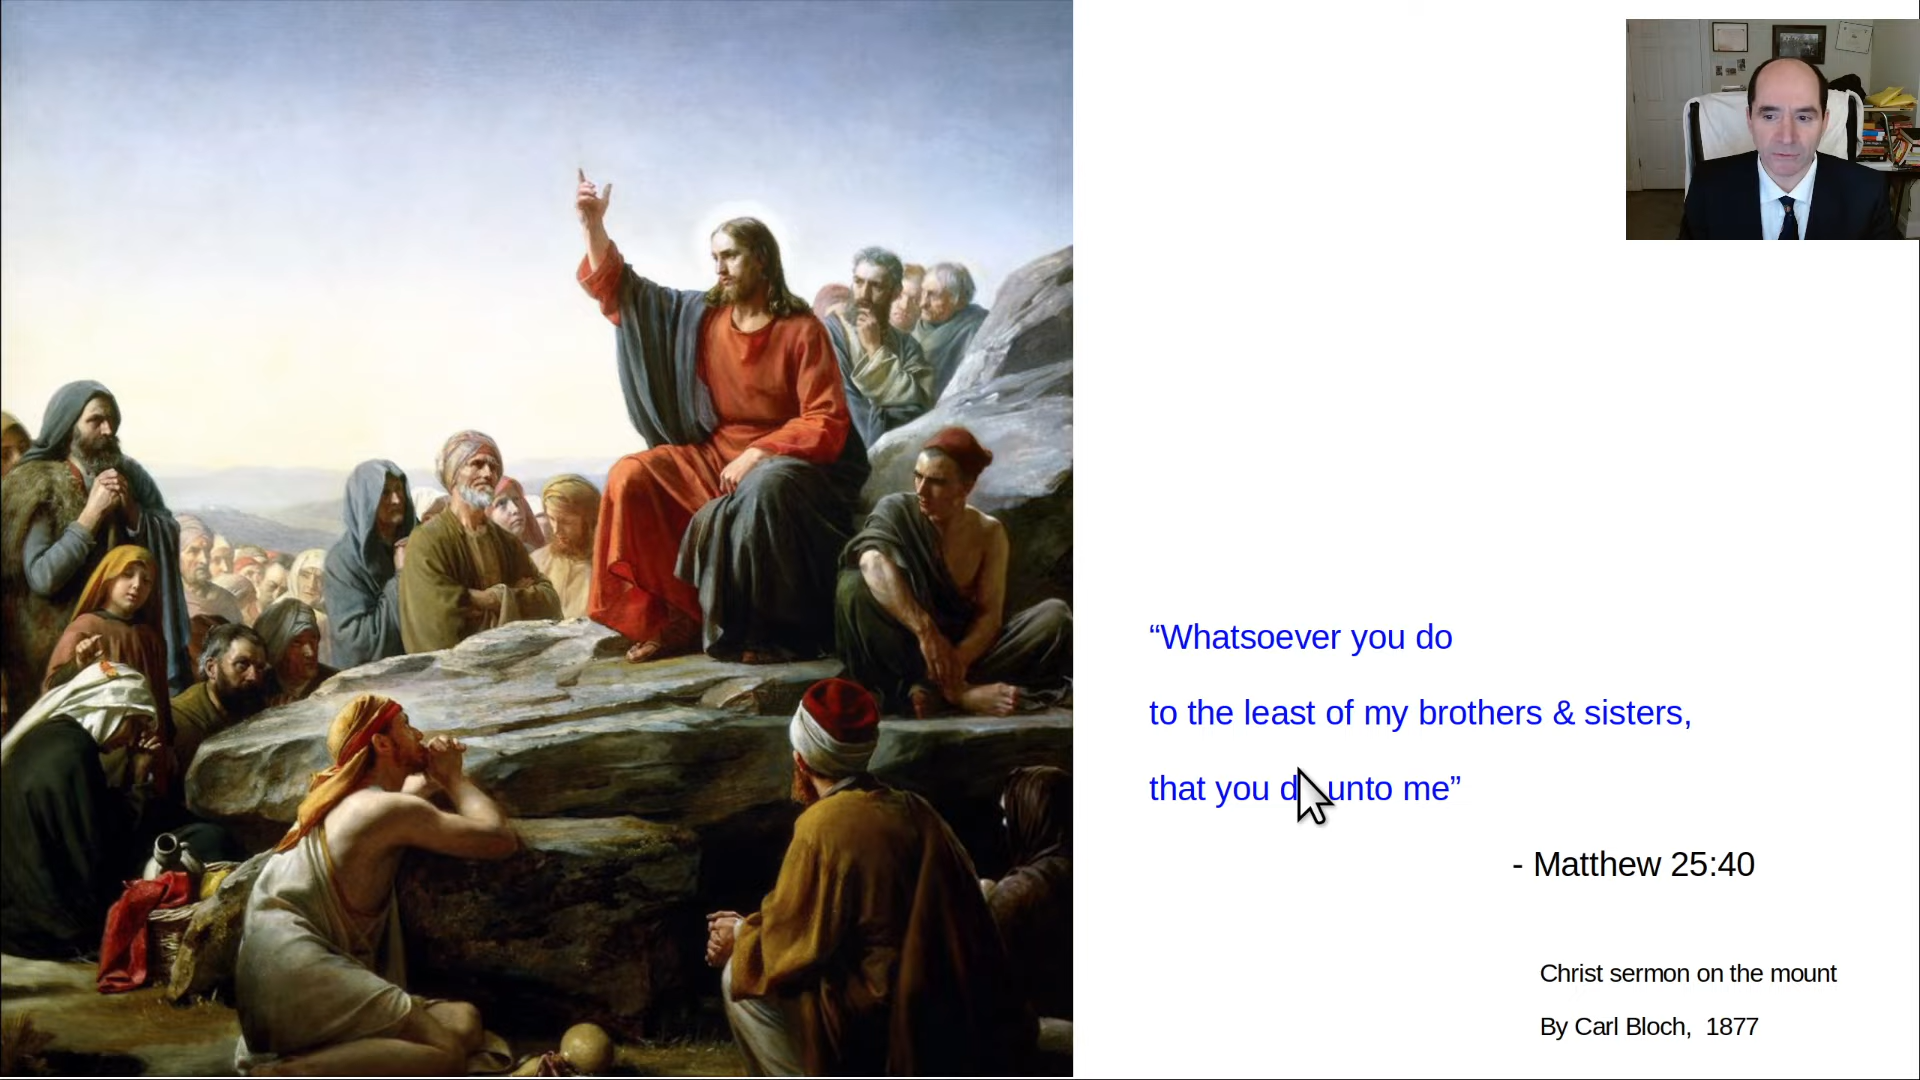 “Whatsoever you do
to the least of my brothers & sisters,
that you d unto me”
- Matthew 25:40
Christ sermon on the mount
By Carl Bloch, 1877